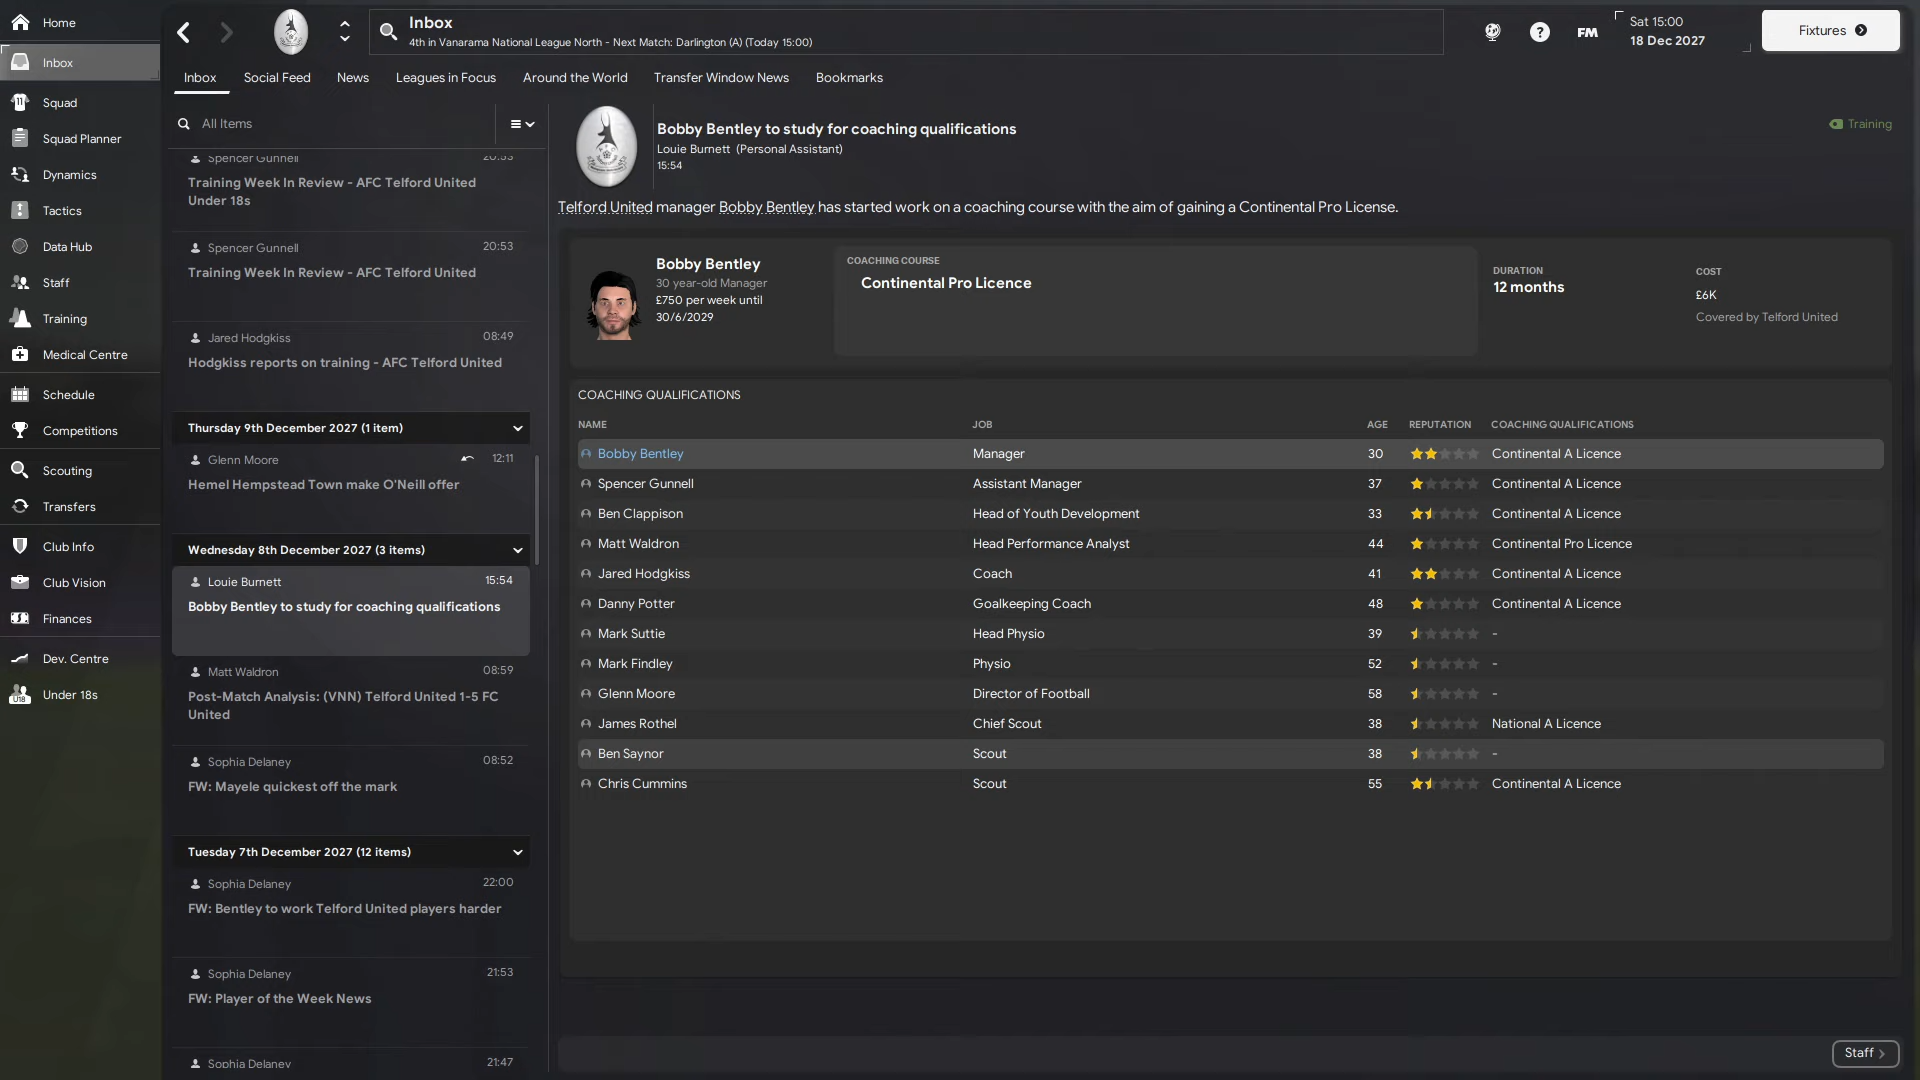 Home
Inbox
Squad
Squad Planner
Dynamics
Tactics
Data Hub
Staff
Training
Medical Centre
Schedule
Competitions
Scouting
Transfers
Club Info
Club Vision
Finances
Dev. Centre
U18
Under 18s
Inbox
4th in Vanarama National League North - Next Match: Darlington (A) (Today 15:00)
? FM
Sat 15:00
18 Dec 2027
Fixtures
Inbox Social Feed News Leagues in Focus Around the World Transfer Window News Bookmarks
All Items
Spencer Gunnell 20:53
Training Week In Review - AFC Telford United
Under 18s
Spencer Gunnell 20:53
Training Week In Review - AFC Telford United
Jared Hodgkiss 08:49
Hodgkiss reports on training - AFC Telford United
Thursday 9th December 2027 (1 item)
Glenn Moore 12:11
Hemel Hempstead Town make O'Neill offer
Wednesday 8th December 2027 (3 items)
Louie Burnett 15:54
Bobby Bentley to study for coaching qualifications
Matt Waldron 08:59
Post-Match Analysis: (VNN) Telford United 1-5 FC
United
Sophia Delaney 08:52
FW: Mayele quickest off the mark
Tuesday 7th December 2027 (12 items)
Sophia Delaney 22:00
FW: Bentley to work Telford United players harder
Sophia Delaney 21:53
FW: Player of the Week News
Sophia Delaney 21:47
Bobby Bentley to study for coaching qualifications
Louie Burnett (Personal Assistant)
15:54
Training
Telford United manager Bobby Bentley has started work on a coaching course with the aim of gaining a Continental Pro License.
Bobby Bentley
30 year-old Manager
£750 per week until
30/6/2029
COACHING COURSE
Continental Pro Licence
DURATION
12 months
COST
£6K
Covered by Telford United
COACHING QUALIFICATIONS
NAME JOB AGE REPUTATION COACHING QUALIFICATIONS
Bobby Bentley Manager 30 Continental A Licence
Spencer Gunnell Assistant Manager 37 Continental A Licence
Ben Clappison Head of Youth Development 33 Continental A Licence
Matt Waldron Head Performance Analyst 44 Continental Pro Licence
Jared Hodgkiss Coach 41 Continental A Licence
Danny Potter Goalkeeping Coach 48 Continental A Licence
Mark Suttie Head Physio 39 -
Mark Findley Physio 52 -
Glenn Moore Director of Football 58 -
James Rothel Chief Scout 38 National A Licence
Ben Saynor Scout 38 -
Chris Cummins Scout 55 Continental A Licence
Staff